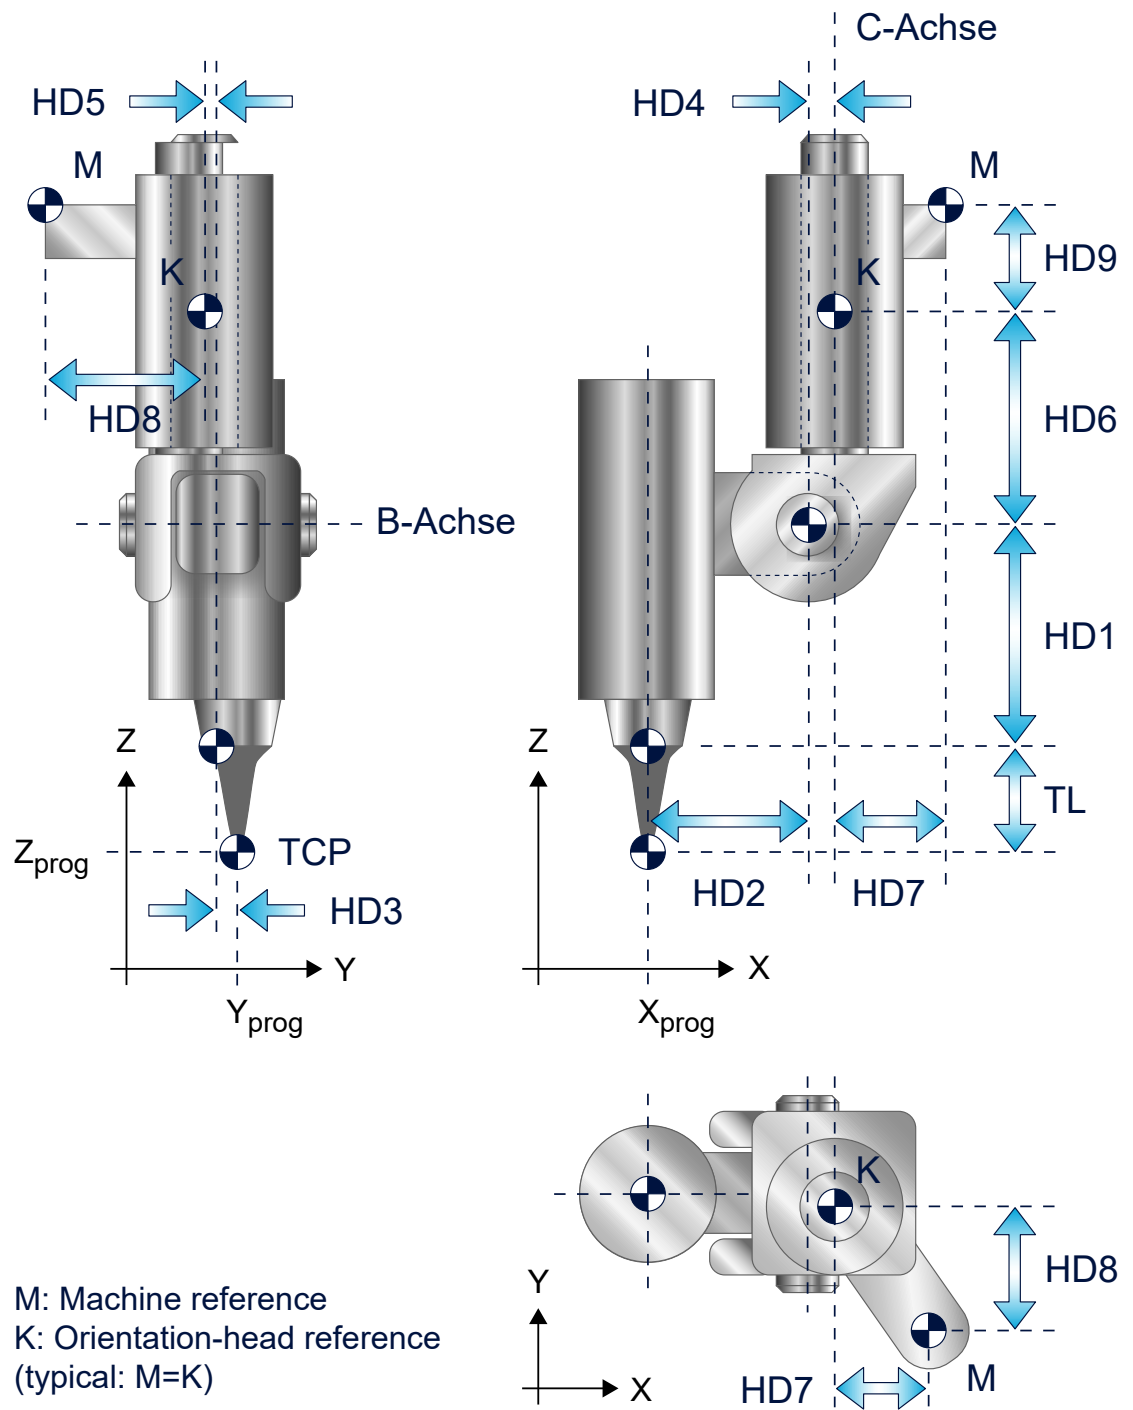 C-Achse
HD5
HD4
M
M
K
K
HD9
HD8
HD6
B-Achse
HD1
Z
Z
TL
Zprog
TCP
HD2
HD7
HD3
Y
X
Yprog
Xprog
K
Y
HD8
M: Machine reference
K: Orientation-head reference
(typical: M=K)
X
HD7
M